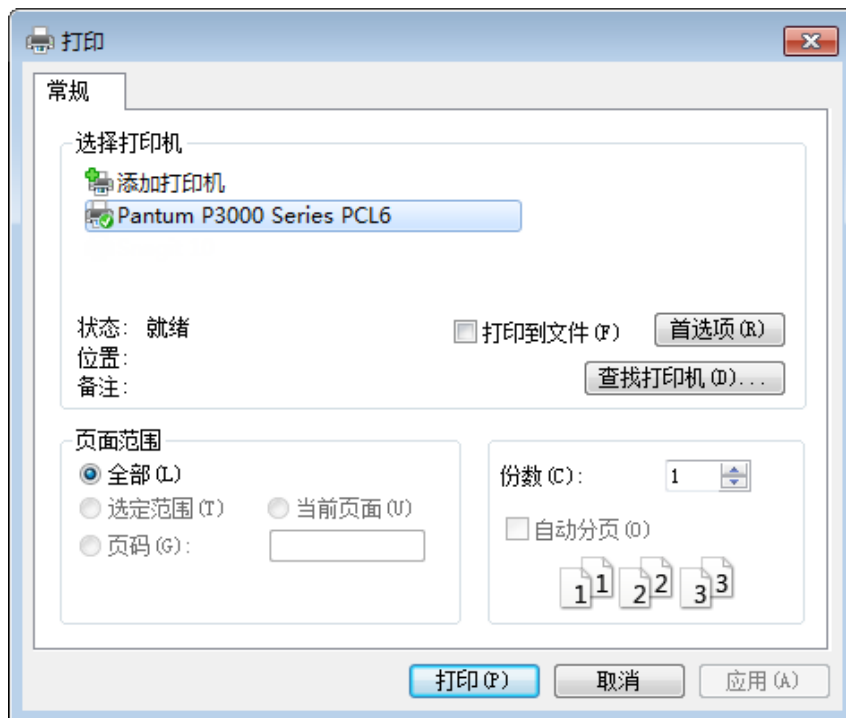 打印
常规
选择打印机
添加打印机
Pantum P3000 Series PCL6
状态: 就绪
打印到文件(F) 首选项(R)
位置:
查找打印机(D)...
备注:
页面范围
全部(L)
份数(C): 1
选定范围(T) 当前页面(U)
自动分页(O)
页码(G):
1 1 2 2 3 3
打印(P) 取消 应用(A)